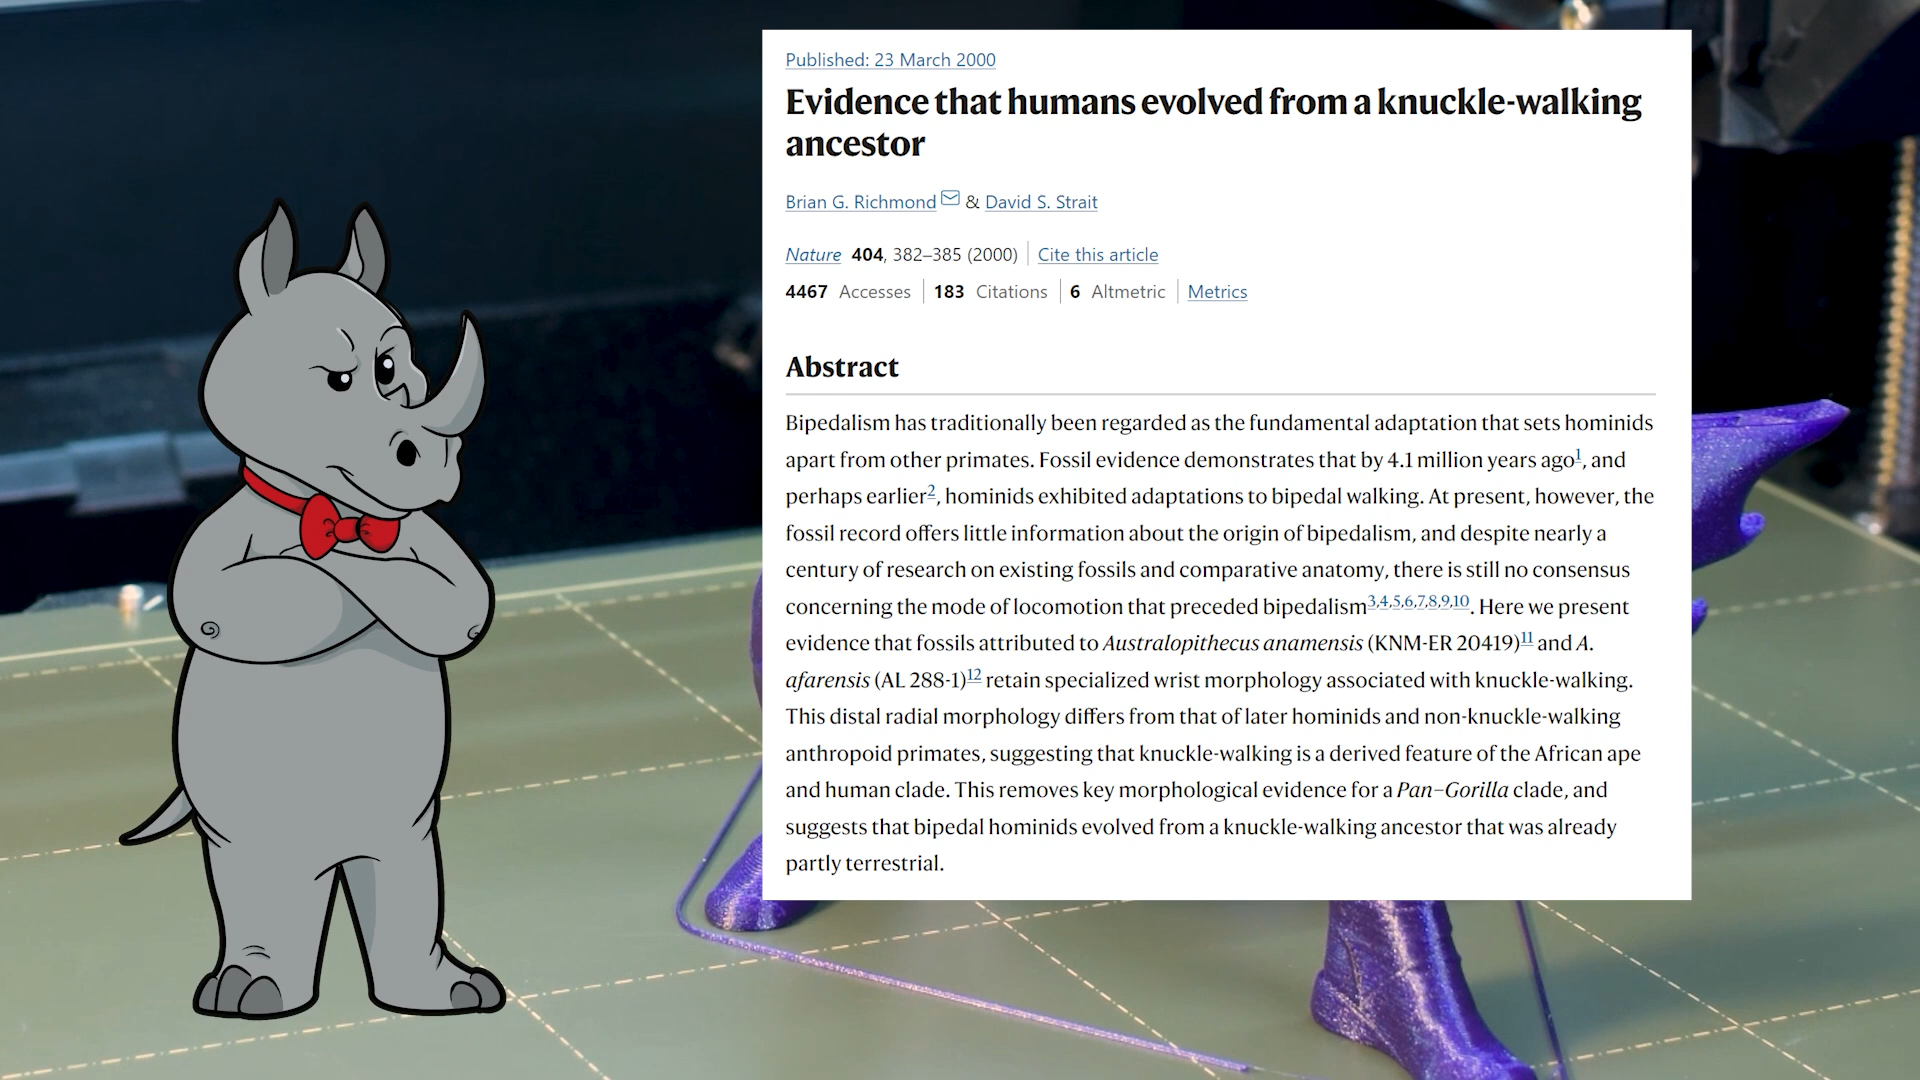 Published: 23 March 2000
Evidence that humans evolved from a knuckle-walking
ancestor
Brian G. Richmond & David S. Strait
Nature 404, 382–385 (2000) Cite this article
4467 Accesses 183 Citations 6 Altmetric Metrics
Abstract
Bipedalism has traditionally been regarded as the fundamental adaptation that sets hominids
apart from other primates. Fossil evidence demonstrates that by 4.1 million years ago1, and
perhaps earlier2, hominids exhibited adaptations to bipedal walking. At present, however, the
fossil record offers little information about the origin of bipedalism, and despite nearly a
century of research on existing fossils and comparative anatomy, there is still no consensus
concerning the mode of locomotion that preceded bipedalism3,4,5,6,7,8,9,10. Here we present
evidence that fossils attributed to Australopithecus anamensis (KNM-ER 20419)11 and A.
afarensis (AL 288-1)12 retain specialized wrist morphology associated with knuckle-walking.
This distal radial morphology differs from that of later hominids and non-knuckle-walking
anthropoid primates, suggesting that knuckle-walking is a derived feature of the African ape
and human clade. This removes key morphological evidence for a Pan–Gorilla clade, and
suggests that bipedal hominids evolved from a knuckle-walking ancestor that was already
partly terrestrial.